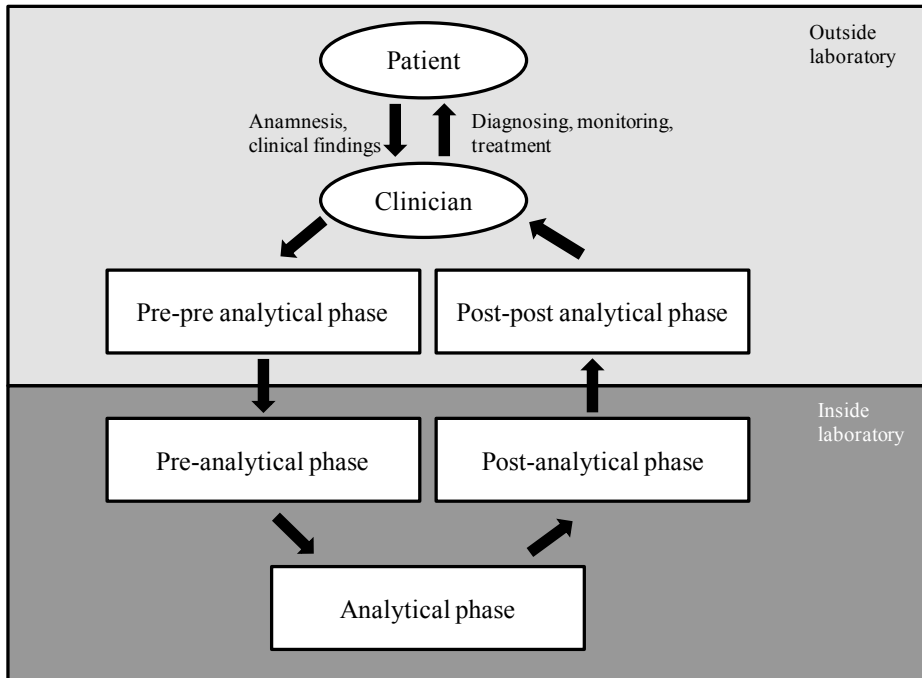 Outside
laboratory
Patient
Anamnesis,
clinical findings
Diagnosing, monitoring,
treatment
Clinician
Pre-pre analytical phase
Post-post analytical phase
Inside
laboratory
Pre-analytical phase
Post-analytical phase
Analytical phase